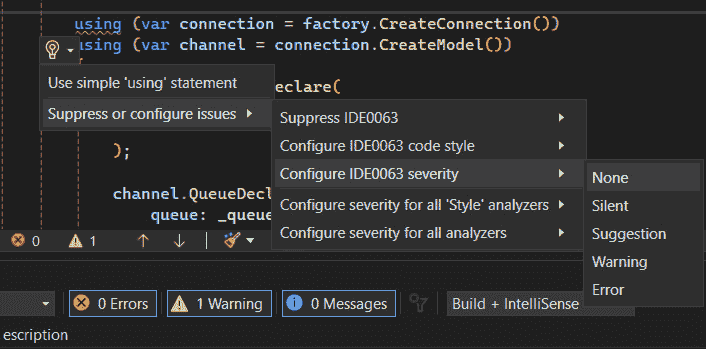 using (var connection = factory.CreateConnection())
using (var channel = connection.CreateModel())
Use simple 'using' statement
clare(
Suppress or configure issues
Suppress IDE0063
);
Configure IDE0063 code style
Configure IDE0063 severity
None
channel.QueueDecl
Configure severity for all 'Style' analyzers
Silent
queue: _queue
Configure severity for all analyzers
Suggestion
0 1
Warning
Error
0 Errors 1 Warning 0 Messages Build + IntelliSense
escription